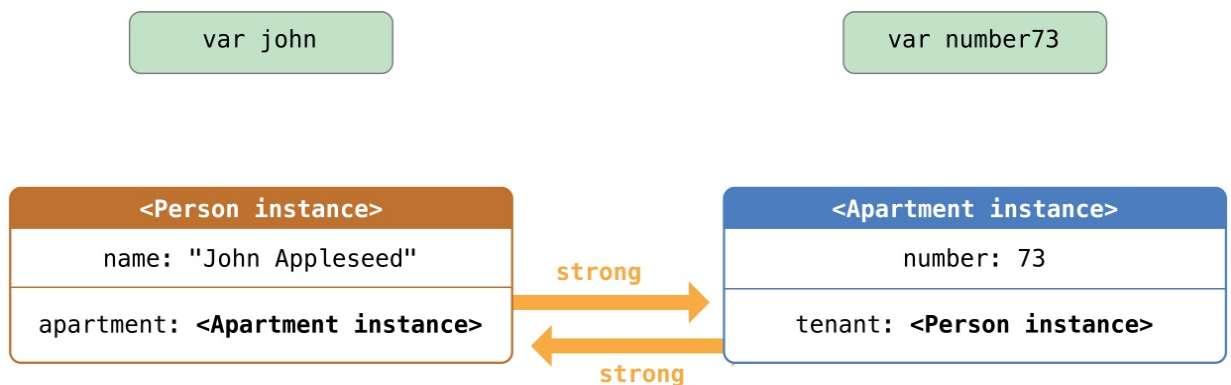 var john
var number73
<Person instance>
name: "John Appleseed"
apartment: <Apartment instance>
strong
strong
<Apartment instance>
number: 73
tenant: <Person instance>